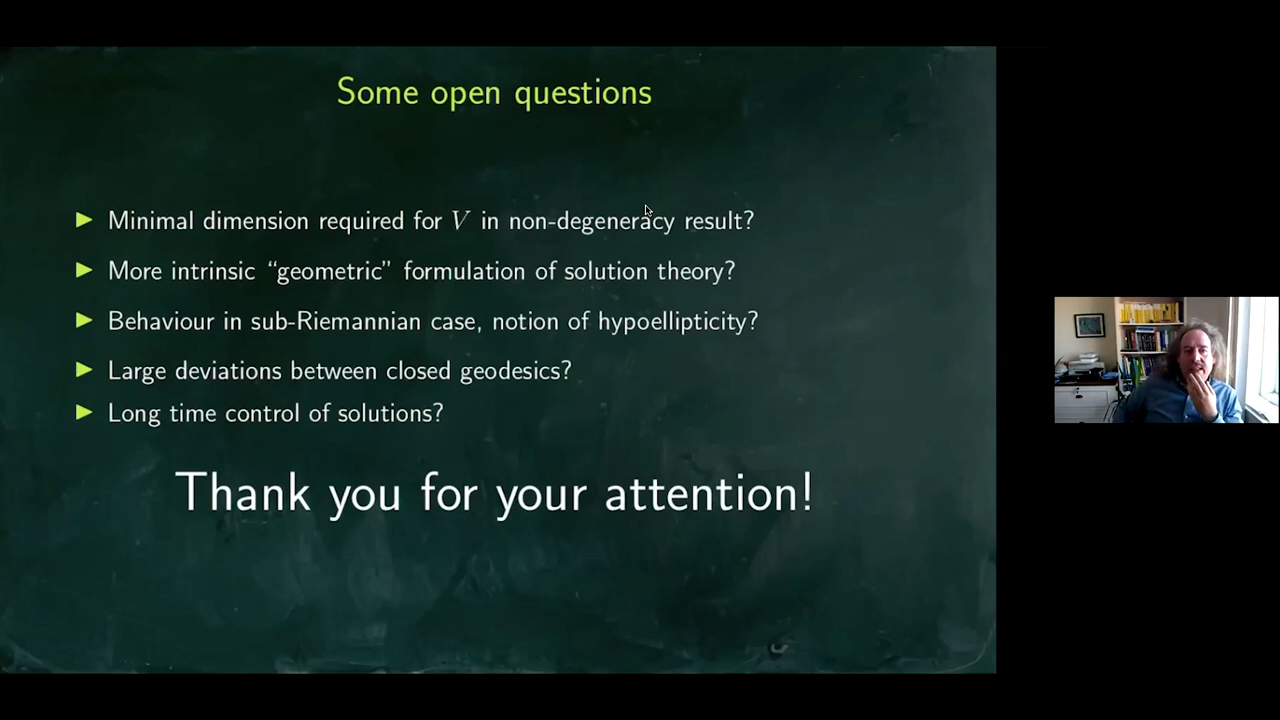 Some open questions
▶ Minimal dimension required for V in non-degeneracy result?
▶ More intrinsic “geometric” formulation of solution theory?
▶ Behaviour in sub-Riemannian case, notion of hypoellipticity?
▶ Large deviations between closed geodesics?
▶ Long time control of solutions?
Thank you for your attention!